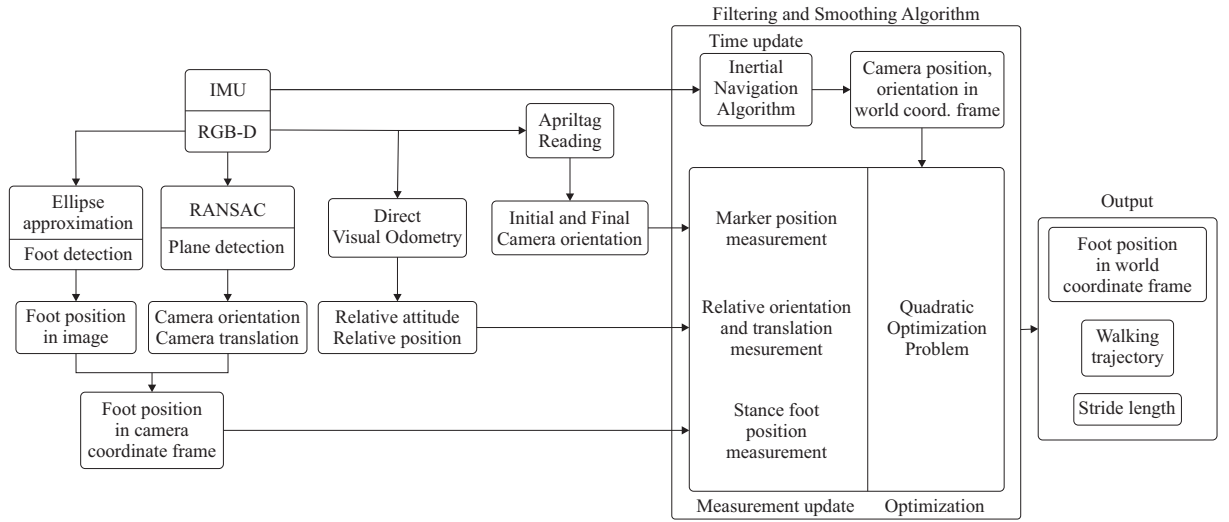 Filtering and Smoothing Algorithm
Time update
IMU
RGB-D
Inertial
Navigation
Algorithm
Camera position,
orientation in
world coord. frame
Apriltag
Reading
Ellipse
approximation
Foot detection
RANSAC
Plane detection
Direct
Visual Odometry
Initial and Final
Camera orientation
Marker position
measurement
Foot position
in image
Camera orientation
Camera translation
Relative attitude
Relative position
Relative orientation
and translation
mesurement
Quadratic
Optimization
Problem
Foot position
in camera
coordinate frame
Stance foot
position
measurement
Measurement update
Optimization
Output
Foot position
in world
coordinate frame
Walking
trajectory
Stride length